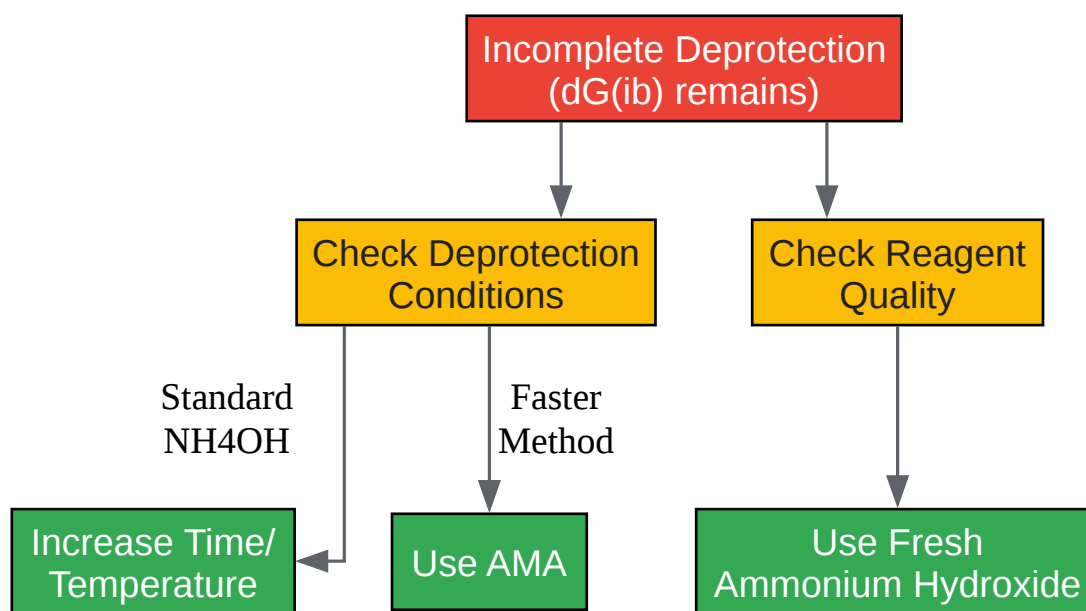 Incomplete Deprotection
(dG(ib) remains)
Check Deprotection
Conditions
Check Reagent
Quality
Standard
NH4OH
Faster
Method
Increase Time/
Temperature
Use AMA
Use Fresh
Ammonium Hydroxide